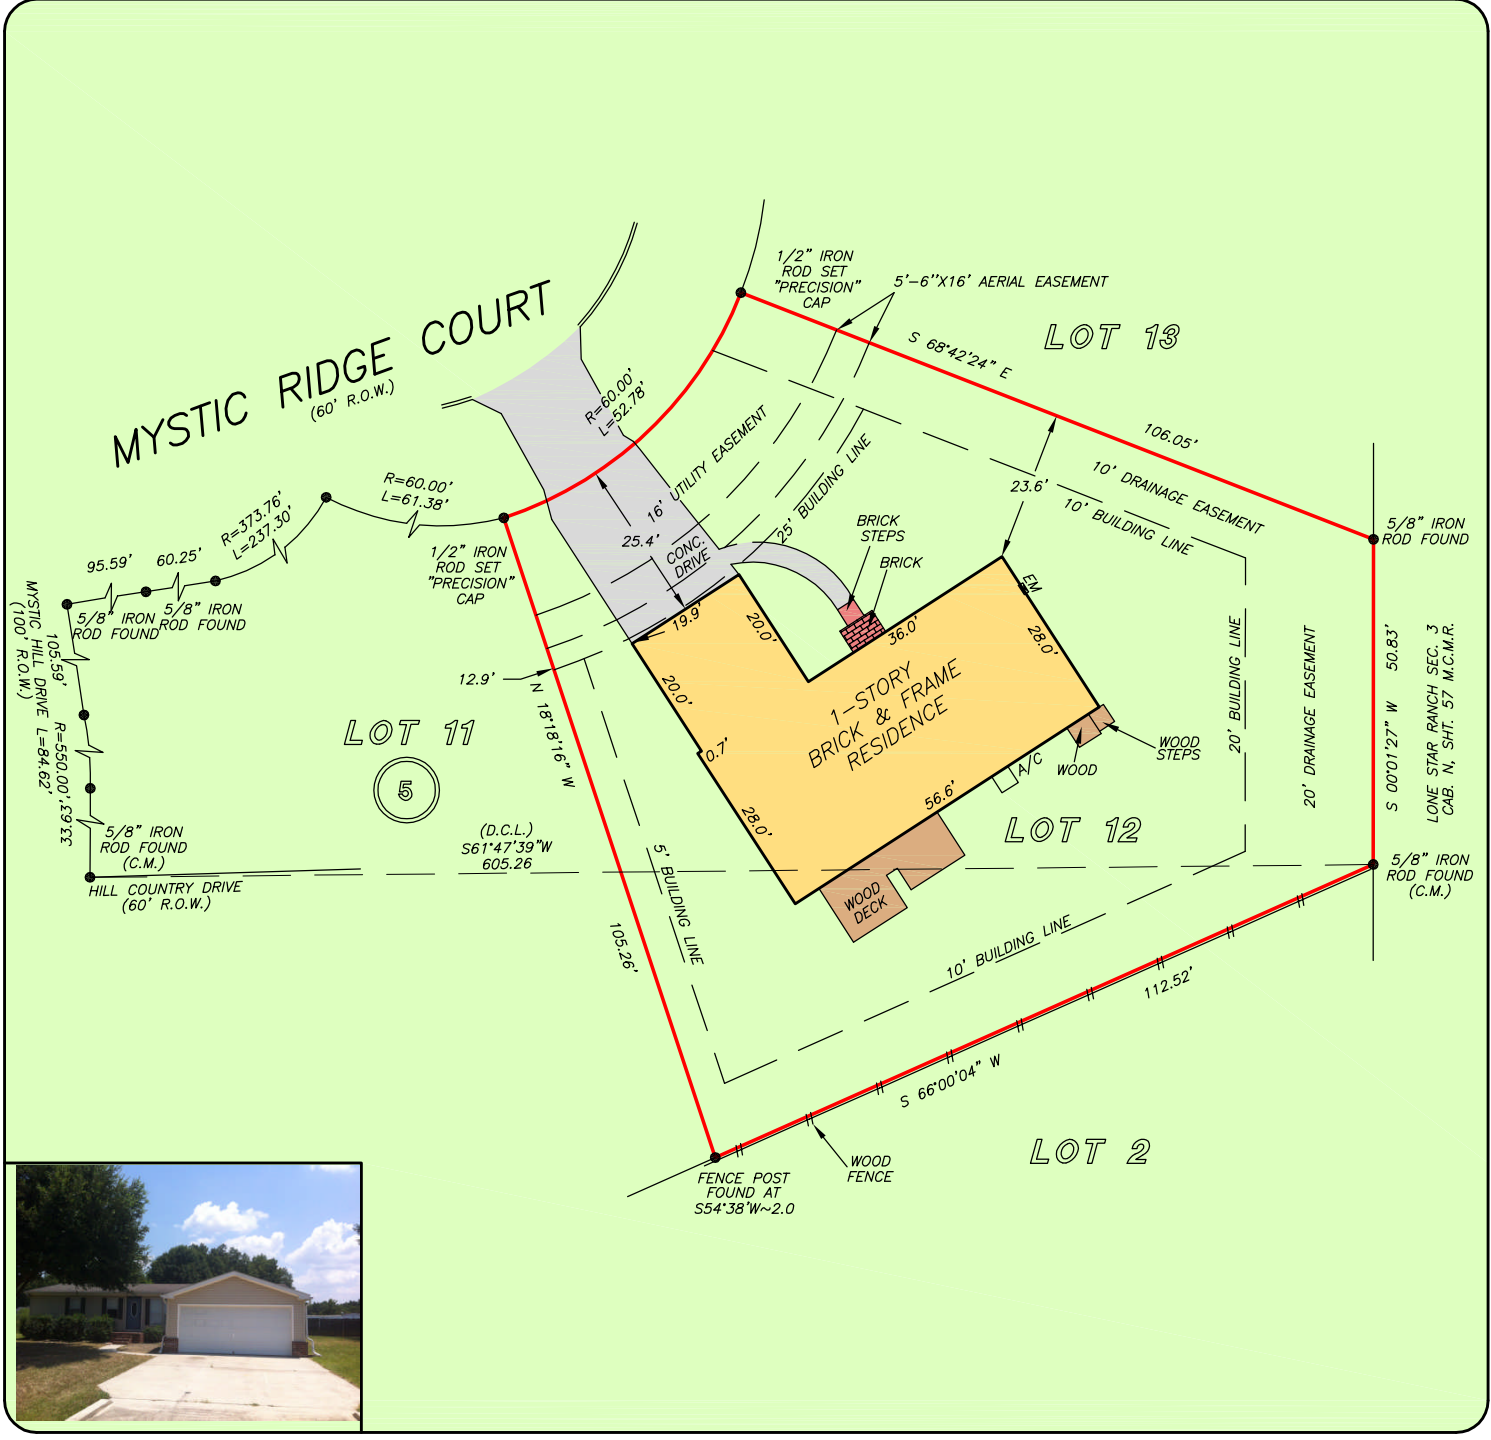 1/2" IRON
ROD SET
"PRECISION"
CAP
5'-6"X16' AERIAL EASEMENT
LOT 13
S 68°42'24" E
106.05'
MYSTIC RIDGE COURT
(60' R.O.W.)
R=60.00'
L=52.78'
16' UTILITY EASEMENT
25' BUILDING LINE
23.6'
10' DRAINAGE EASEMENT
10' BUILDING LINE
5/8" IRON
ROD FOUND
R=60.00'
L=61.38'
R=373.76'
L=237.30'
95.59'
60.25'
5/8" IRON
ROD FOUND
5/8" IRON
ROD FOUND
1/2" IRON
ROD SET
"PRECISION"
CAP
25.4'
CONC.
DRIVE
BRICK
STEPS
BRICK
EM
19.9'
20.0'
36.0'
28.0'
12.9'
20.0'
0.7'
28.0'
56.6'
1-STORY
BRICK & FRAME
RESIDENCE
WOOD
STEPS
WOOD
A/C
WOOD
DECK
MYSTIC HILL DRIVE
(100' R.O.W.)
105.59'
R=550.00'
L=84.62'
33.63'
LOT 11
5
N 18°18'16" W
105.26'
5' BUILDING LINE
5/8" IRON
ROD FOUND
(C.M.)
HILL COUNTRY DRIVE
(60' R.O.W.)
(D.C.L.)
S61°47'39"W
605.26
LOT 12
20' BUILDING LINE
20' DRAINAGE EASEMENT
S 00°01'27" W 50.83'
LONE STAR RANCH SEC. 3
CAB. N, SHT. 57 M.C.M.R.
5/8" IRON
ROD FOUND
(C.M.)
10' BUILDING LINE
112.52'
S 66°00'04" W
WOOD
FENCE
LOT 2
FENCE POST
FOUND AT
S54°38'W~2.0